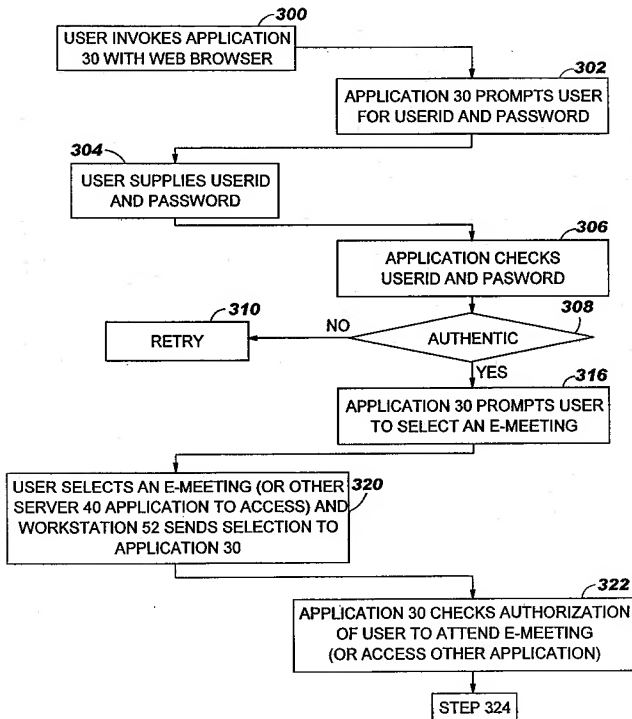 300
USER INVOKES APPLICATION
30 WITH WEB BROWSER
302
APPLICATION 30 PROMPTS USER
FOR USERID AND PASSWORD
304
USER SUPPLIES USERID
AND PASSWORD
306
APPLICATION CHECKS
USERID AND PASWORD
308
AUTHENTIC
NO
310
RETRY
YES
316
APPLICATION 30 PROMPTS USER
TO SELECT AN E-MEETING
320
USER SELECTS AN E-MEETING (OR OTHER
SERVER 40 APPLICATION TO ACCESS) AND
WORKSTATION 52 SENDS SELECTION TO
APPLICATION 30
322
APPLICATION 30 CHECKS AUTHORIZATION
OF USER TO ATTEND E-MEETING
(OR ACCESS OTHER APPLICATION)
STEP 324